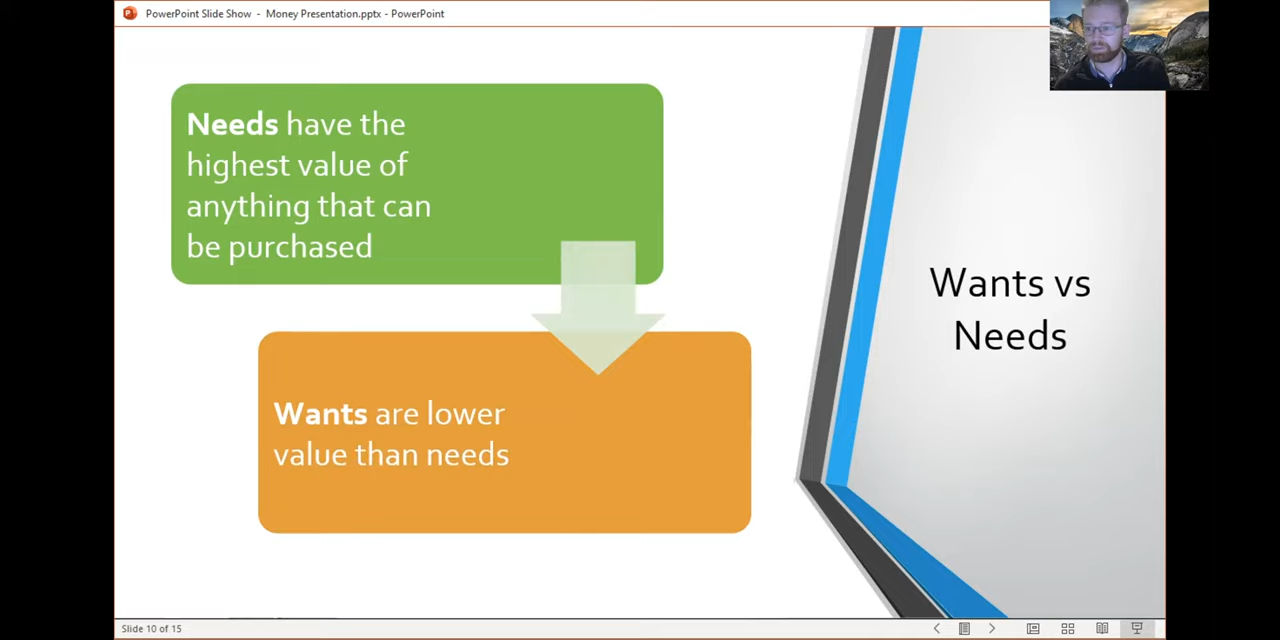 PowerPoint Slide Show - Money Presentation.pptx - PowerPoint
Needs have the
highest value of
anything that can
be purchased
Wants are lower
value than needs
Wants vs
Needs
Slide 10 of 15